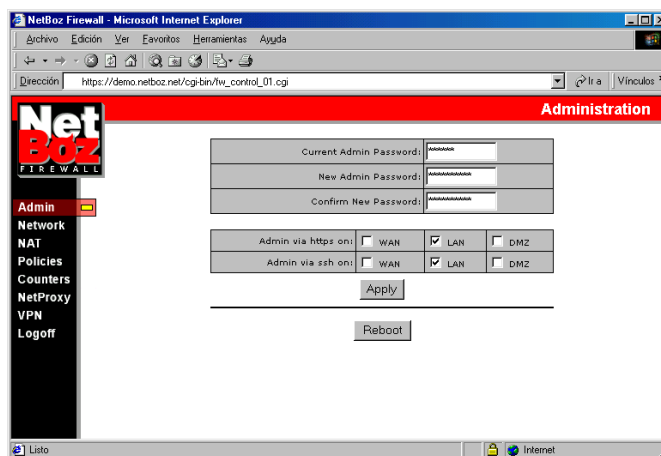 NetBoz Firewall - Microsoft Internet Explorer
Archivo Edición Ver Favoritos Herramientas Ayuda
Dirección https://demo.netboz.net/cgi-bin/fw_control_01.cgi Ir a Vínculos
Administration
Net
Boz
FIREWALL
Admin
Network
NAT
Policies
Counters
NetProxy
VPN
Logoff
Current Admin Password: ******
New Admin Password: **********
Confirm New Password: **********
Admin via https on: WAN LAN DMZ
Admin via ssh on: WAN LAN DMZ
Apply
Reboot
Listo Internet